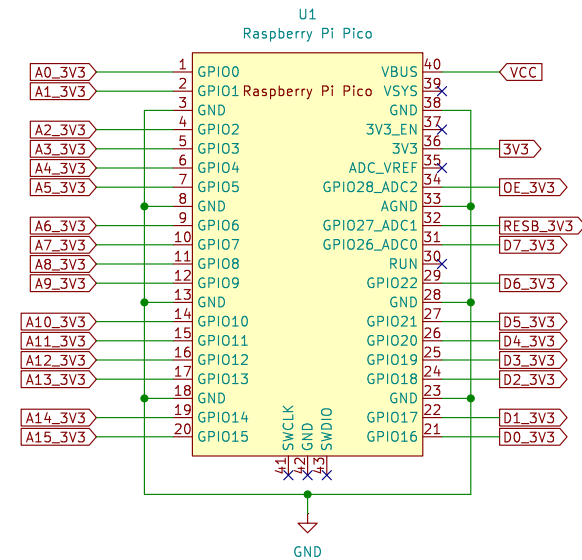 U1
Raspberry Pi Pico
A0_3V3 1 GPIO0 VBUS 40 VCC
A1_3V3 2 GPIO1 Raspberry Pi Pico VSYS 39
3 GND GND 38
A2_3V3 4 GPIO2 3V3_EN 37
A3_3V3 5 GPIO3 3V3 36 3V3
A4_3V3 6 GPIO4 ADC_VREF 35
A5_3V3 7 GPIO5 GPIO28_ADC2 34 OE_3V3
8 GND AGND 33
A6_3V3 9 GPIO6 GPIO27_ADC1 32 RESB_3V3
A7_3V3 10 GPIO7 GPIO26_ADC0 31 D7_3V3
A8_3V3 11 GPIO8 RUN 30
A9_3V3 12 GPIO9 GPIO22 29 D6_3V3
13 GND GND 28
A10_3V3 14 GPIO10 GPIO21 27 D5_3V3
A11_3V3 15 GPIO11 GPIO20 26 D4_3V3
A12_3V3 16 GPIO12 GPIO19 25 D3_3V3
A13_3V3 17 GPIO13 GPIO18 24 D2_3V3
18 GND GND 23
A14_3V3 19 GPIO14 GPIO17 22 D1_3V3
A15_3V3 20 GPIO15 GPIO16 21 D0_3V3
SWCLK GND SWDIO
41 42 43
GND